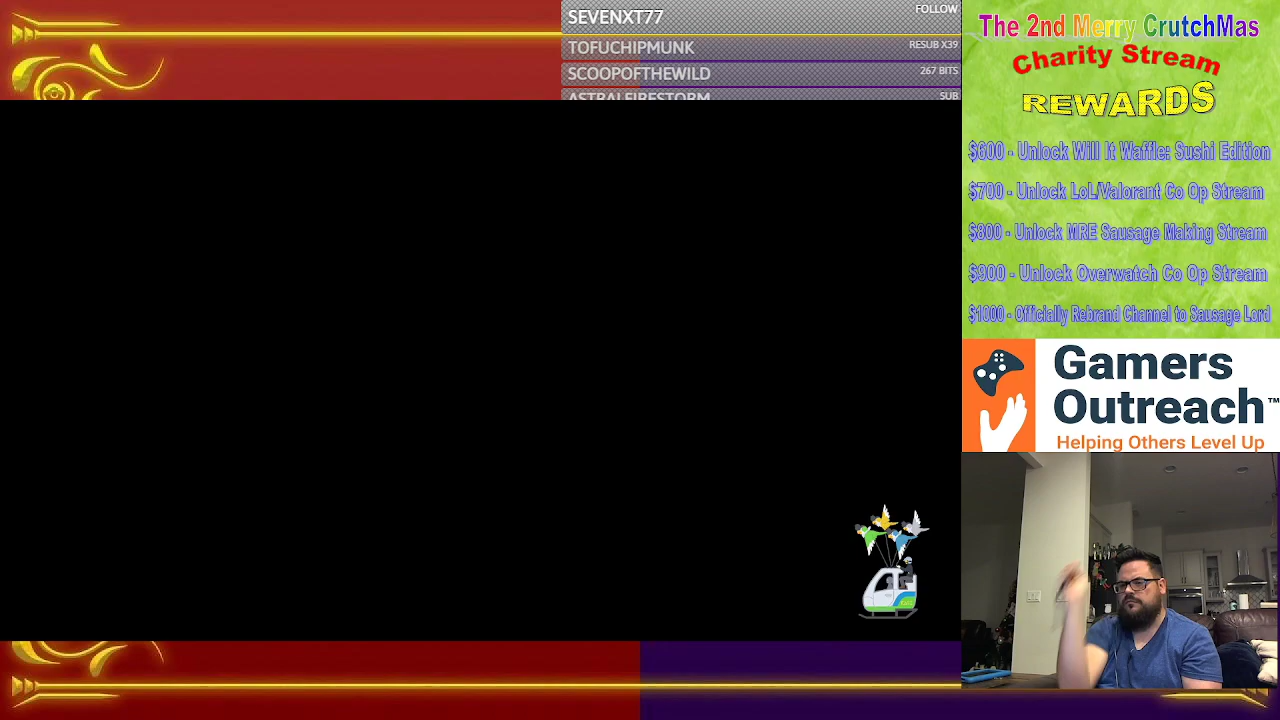 SEVENXT77
FOLLOW
TOFUCHIPMUNK
RESUB X39
SCOOPOFTHEWILD
267 BITS
ASTRALFIRESTORM
SUB
The 2nd Merry CrutchMas
Charity Stream
REWARDS
$600 - Unlock Will It Waffle: Sushi Edition
$700 - Unlock LoL/Valorant Co Op Stream
$800 - Unlock MRE Sausage Making Stream
$900 - Unlock Overwatch Co Op Stream
$1000 - Officially Rebrand Channel to Sausage Lord
Gamers
Outreach™
Helping Others Level Up